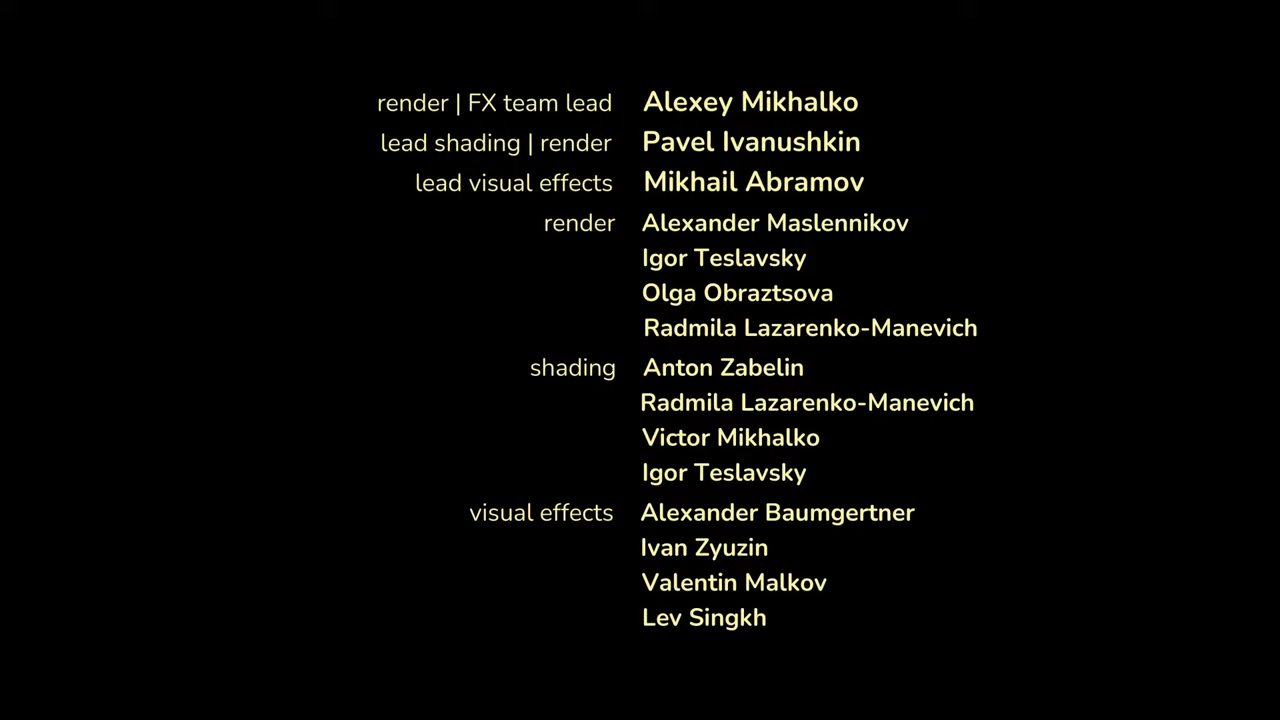 render | FX team lead Alexey Mikhalko
lead shading | render Pavel Ivanushkin
lead visual effects Mikhail Abramov
render Alexander Maslennikov
Igor Teslavsky
Olga Obraztsova
Radmila Lazarenko-Manevich
shading Anton Zabelin
Radmila Lazarenko-Manevich
Victor Mikhalko
Igor Teslavsky
visual effects Alexander Baumgertner
Ivan Zyuzin
Valentin Malkov
Lev Singkh